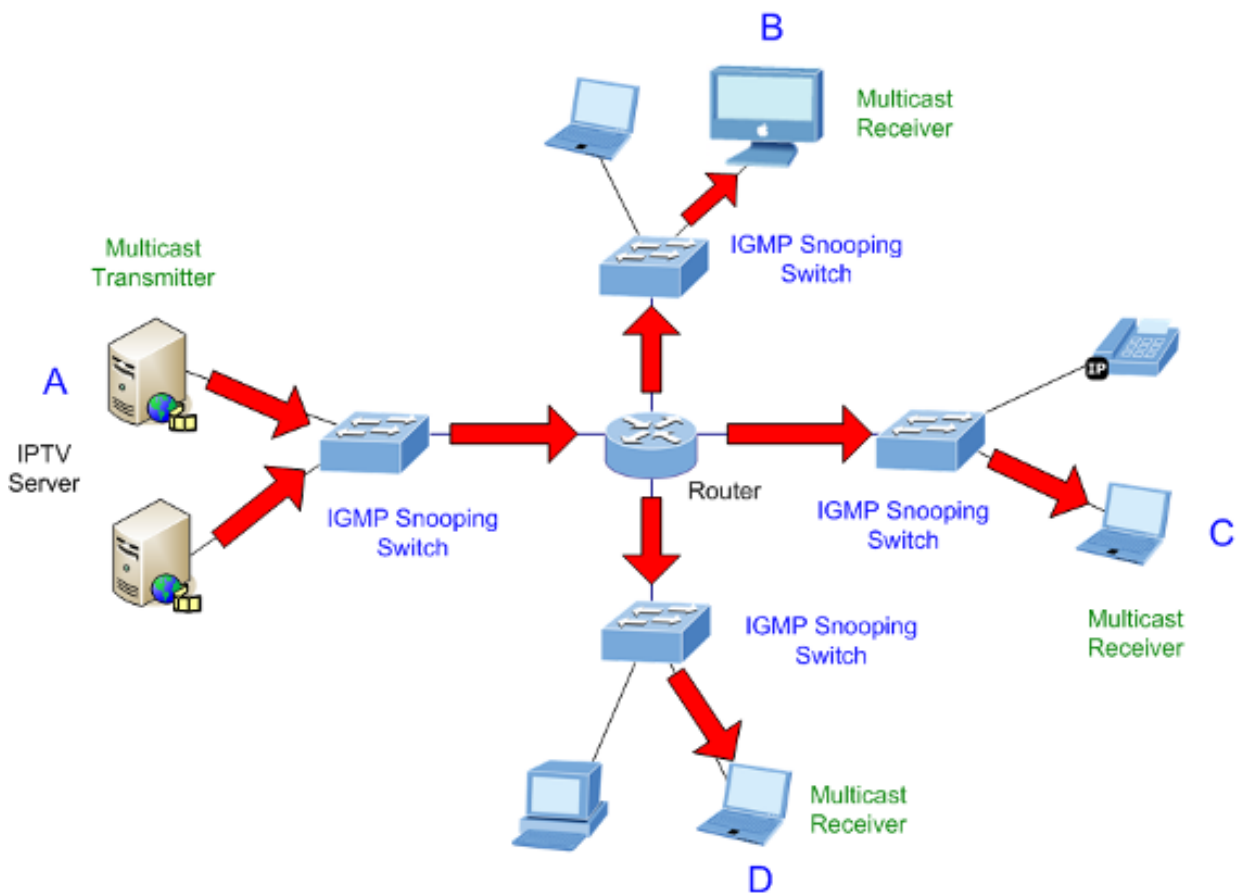 B
Multicast
Receiver
IGMP Snooping
Switch
Multicast
Transmitter
A
IPTV
Server
IGMP Snooping
Switch
Router
IP
IGMP Snooping
Switch
C
Multicast
Receiver
IGMP Snooping
Switch
Multicast
Receiver
D